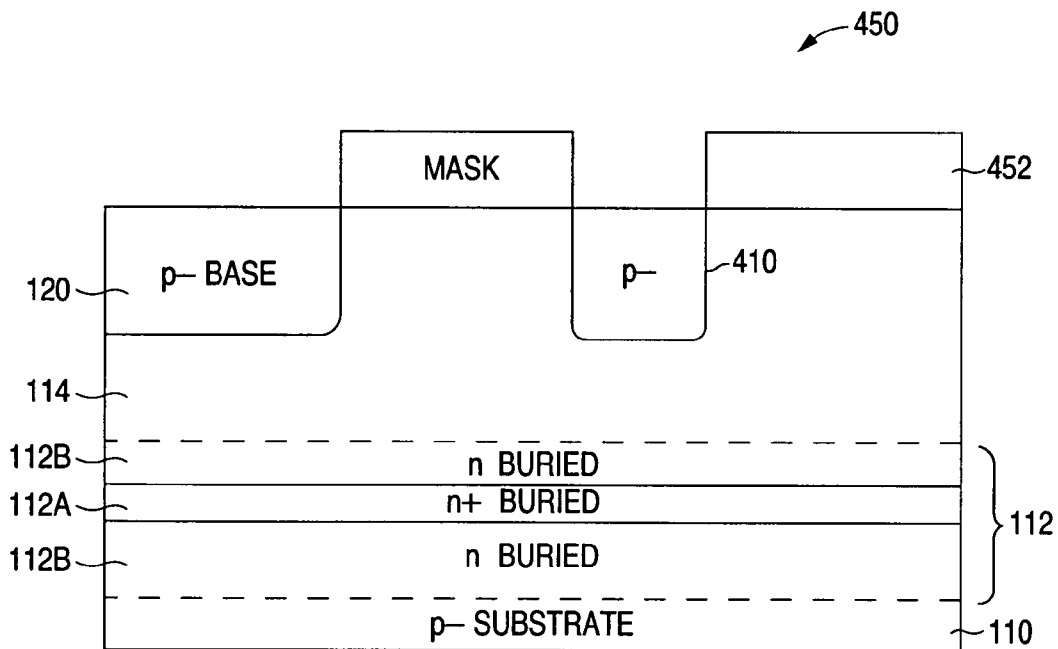 450
MASK
452
p– BASE
p–
410
120
114
112B
n BURIED
112A
n+ BURIED
112
112B
n BURIED
p– SUBSTRATE
110